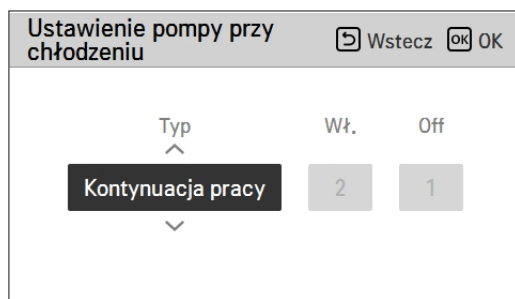 Ustawienie pompy przy
chłodzeniu
Wstecz OK OK
Typ Wł. Off
Kontynuacja pracy 2 1